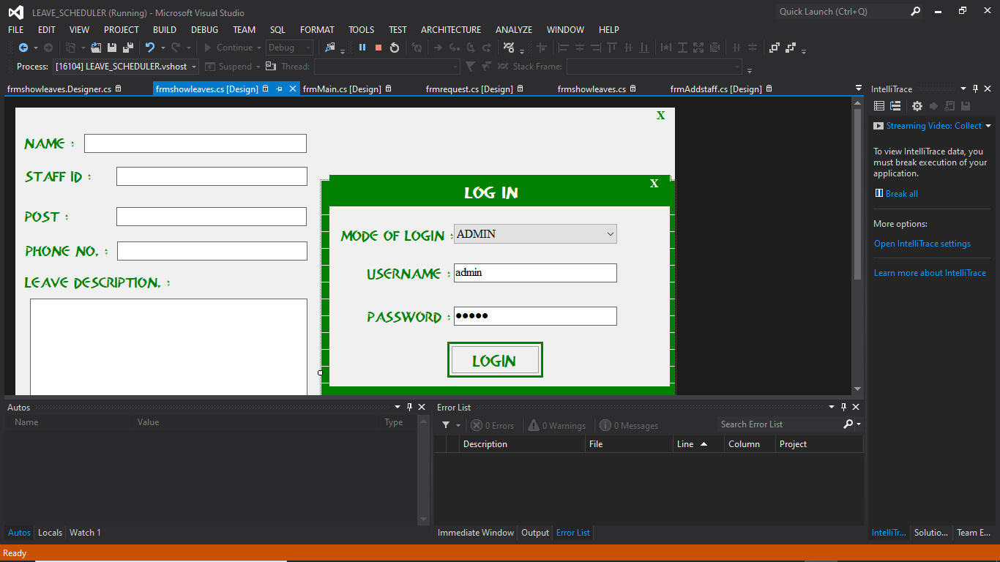 LEAVE_SCHEDULER (Running) - Microsoft Visual Studio
Quick Launch (Ctrl+Q)
FILE EDIT VIEW PROJECT BUILD DEBUG TEAM SQL FORMAT TOOLS TEST ARCHITECTURE ANALYZE WINDOW HELP
Continue Debug
Process: [16104] LEAVE_SCHEDULER.vshost Suspend Thread: Stack Frame:
frmshowleaves.Designer.cs frmshowleaves.cs [Design] frmMain.cs [Design] frmrequest.cs [Design] frmshowleaves.cs frmAddstaff.cs [Design]
X
NAME :
STAFF ID :
POST :
PHONE NO. :
LEAVE DESCRIPTION. :
LOG IN
X
MODE OF LOGIN : ADMIN
USERNAME : admin
PASSWORD : ●●●●●
LOGIN
IntelliTrace
Streaming Video: Collect
To view IntelliTrace data, you
must break execution of your
application.
Break all
More options:
Open IntelliTrace settings
Learn more about IntelliTrace
Autos
Name Value Type
Autos Locals Watch 1
Error List
0 Errors 0 Warnings 0 Messages Search Error List
Description File Line Column Project
Immediate Window Output Error List
IntelliTr... Solutio... Team E...
Ready